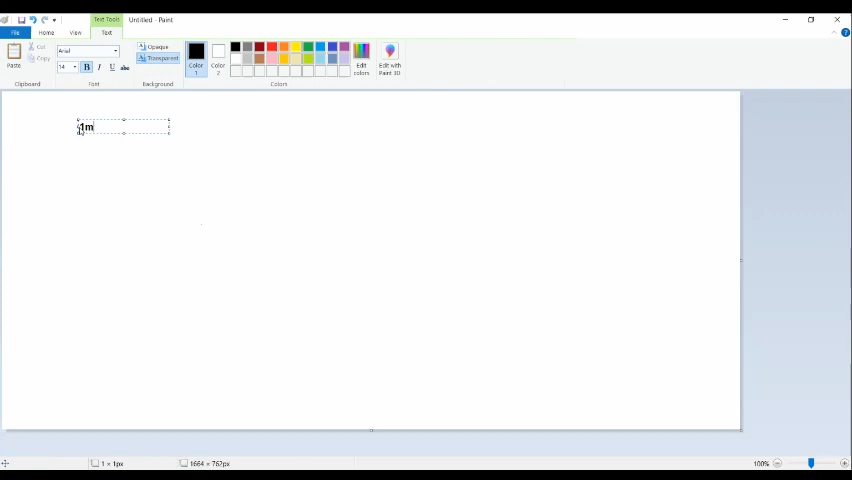 Text Tools
Untitled - Paint
File
Home
View
Text
Paste
Cut
Copy
Clipboard
Arial
14
B I U abc
Font
Opaque
Transparent
Background
Color
1
Color
2
Edit
colors
Edit with
Paint 3D
Colors
1m
1 × 1px
1664 × 762px
100%